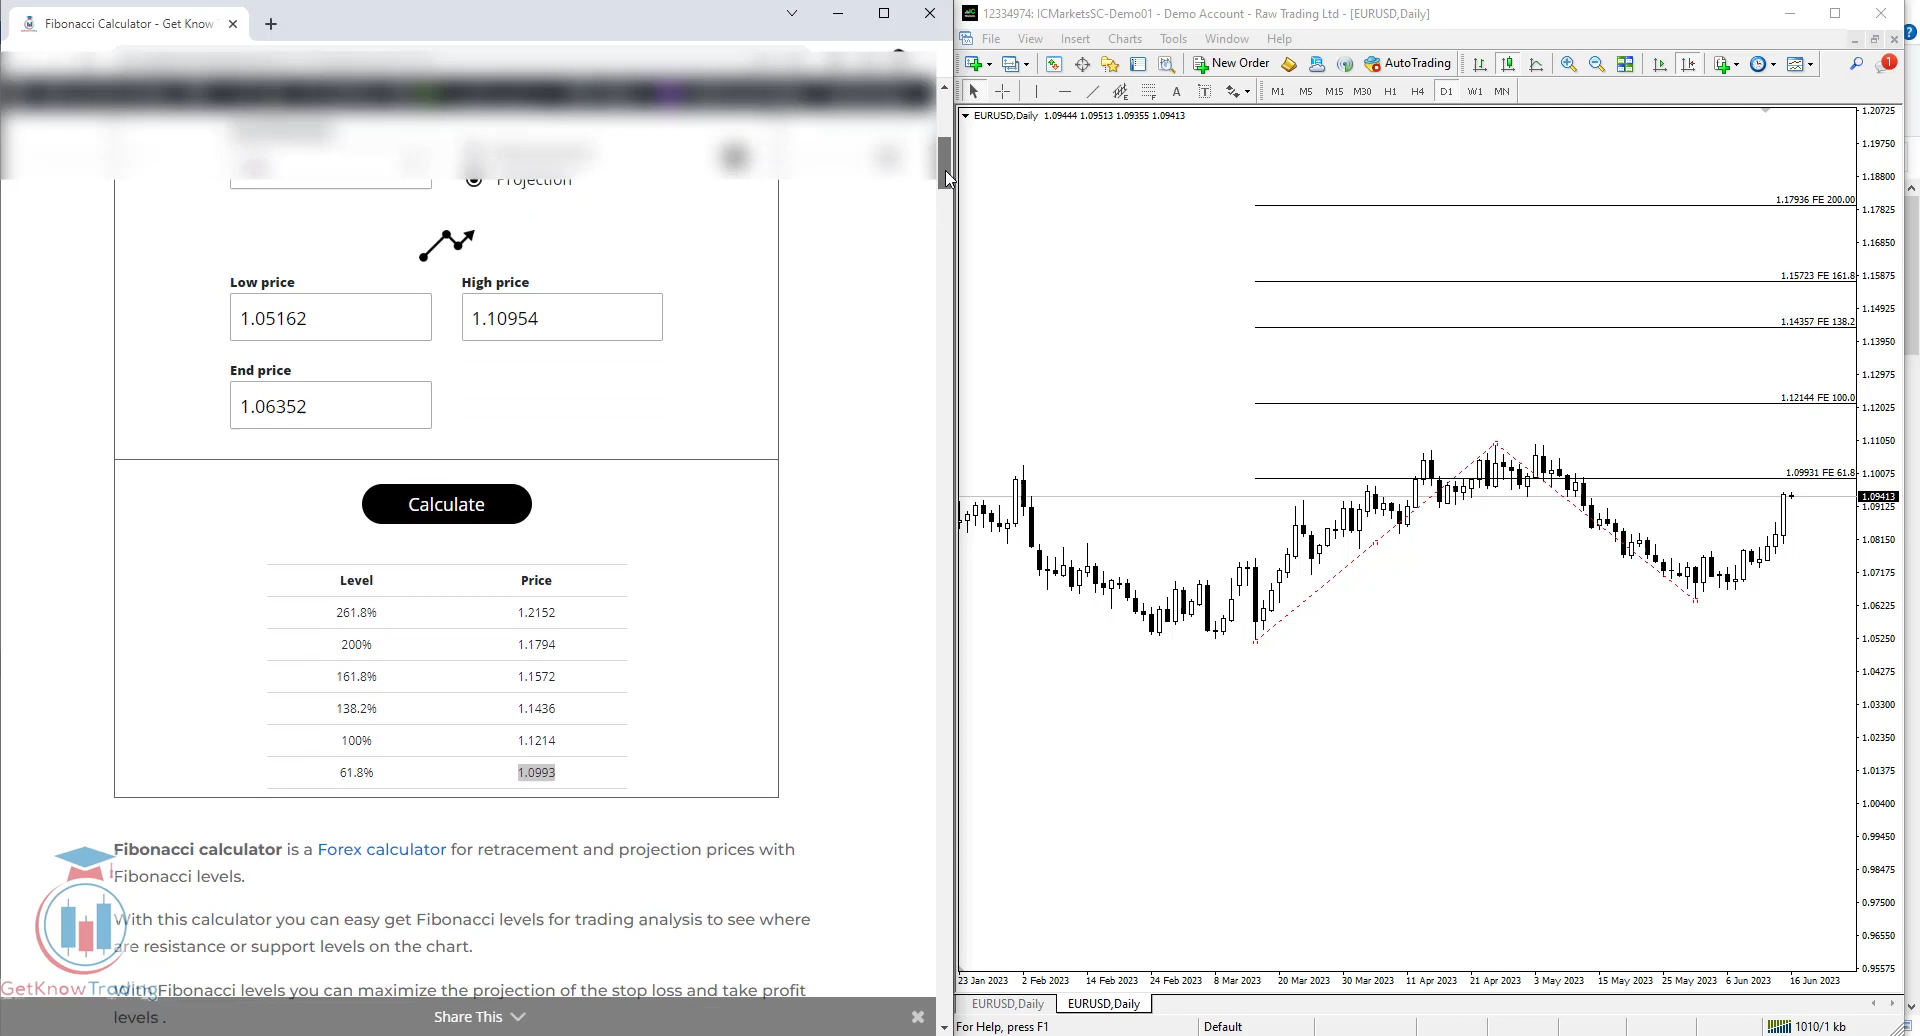 Fibonacci Calculator - Get Know
Projection
Low price
High price
1.05162
1.10954
End price
1.06352
Calculate
Level Price
261.8% 1.2152
200% 1.1794
161.8% 1.1572
138.2% 1.1436
100% 1.1214
61.8% 1.0993
Fibonacci calculator is a Forex calculator for retracement and projection prices with
Fibonacci levels.
With this calculator you can easy get Fibonacci levels for trading analysis to see where
are resistance or support levels on the chart.
With Fibonacci levels you can maximize the projection of the stop loss and take profit
levels .
GetKnowTrading
Share This
12334974: ICMarketsSC-Demo01 - Demo Account - Raw Trading Ltd - [EURUSD,Daily]
File View Insert Charts Tools Window Help
New Order AutoTrading
1
A T M1 M5 M15 M30 H1 H4 D1 W1 MN
EURUSD,Daily 1.09444 1.09513 1.09355 1.09413
1.17936 FE 200.00
1.15723 FE 161.8
1.14357 FE 138.2
1.12144 FE 100.0
1.09931 FE 61.8
1.20725
1.19750
1.18800
1.17825
1.16850
1.15875
1.14925
1.13950
1.12975
1.12025
1.11050
1.10075
1.09413
1.09125
1.08150
1.07175
1.06225
1.05250
1.04275
1.03300
1.02350
1.01375
1.00400
0.99450
0.98475
0.97500
0.96550
0.95575
23 Jan 2023 2 Feb 2023 14 Feb 2023 24 Feb 2023 8 Mar 2023 20 Mar 2023 30 Mar 2023 11 Apr 2023 21 Apr 2023 3 May 2023 15 May 2023 25 May 2023 6 Jun 2023 16 Jun 2023
EURUSD,Daily EURUSD,Daily
For Help, press F1
Default
1010/1 kb